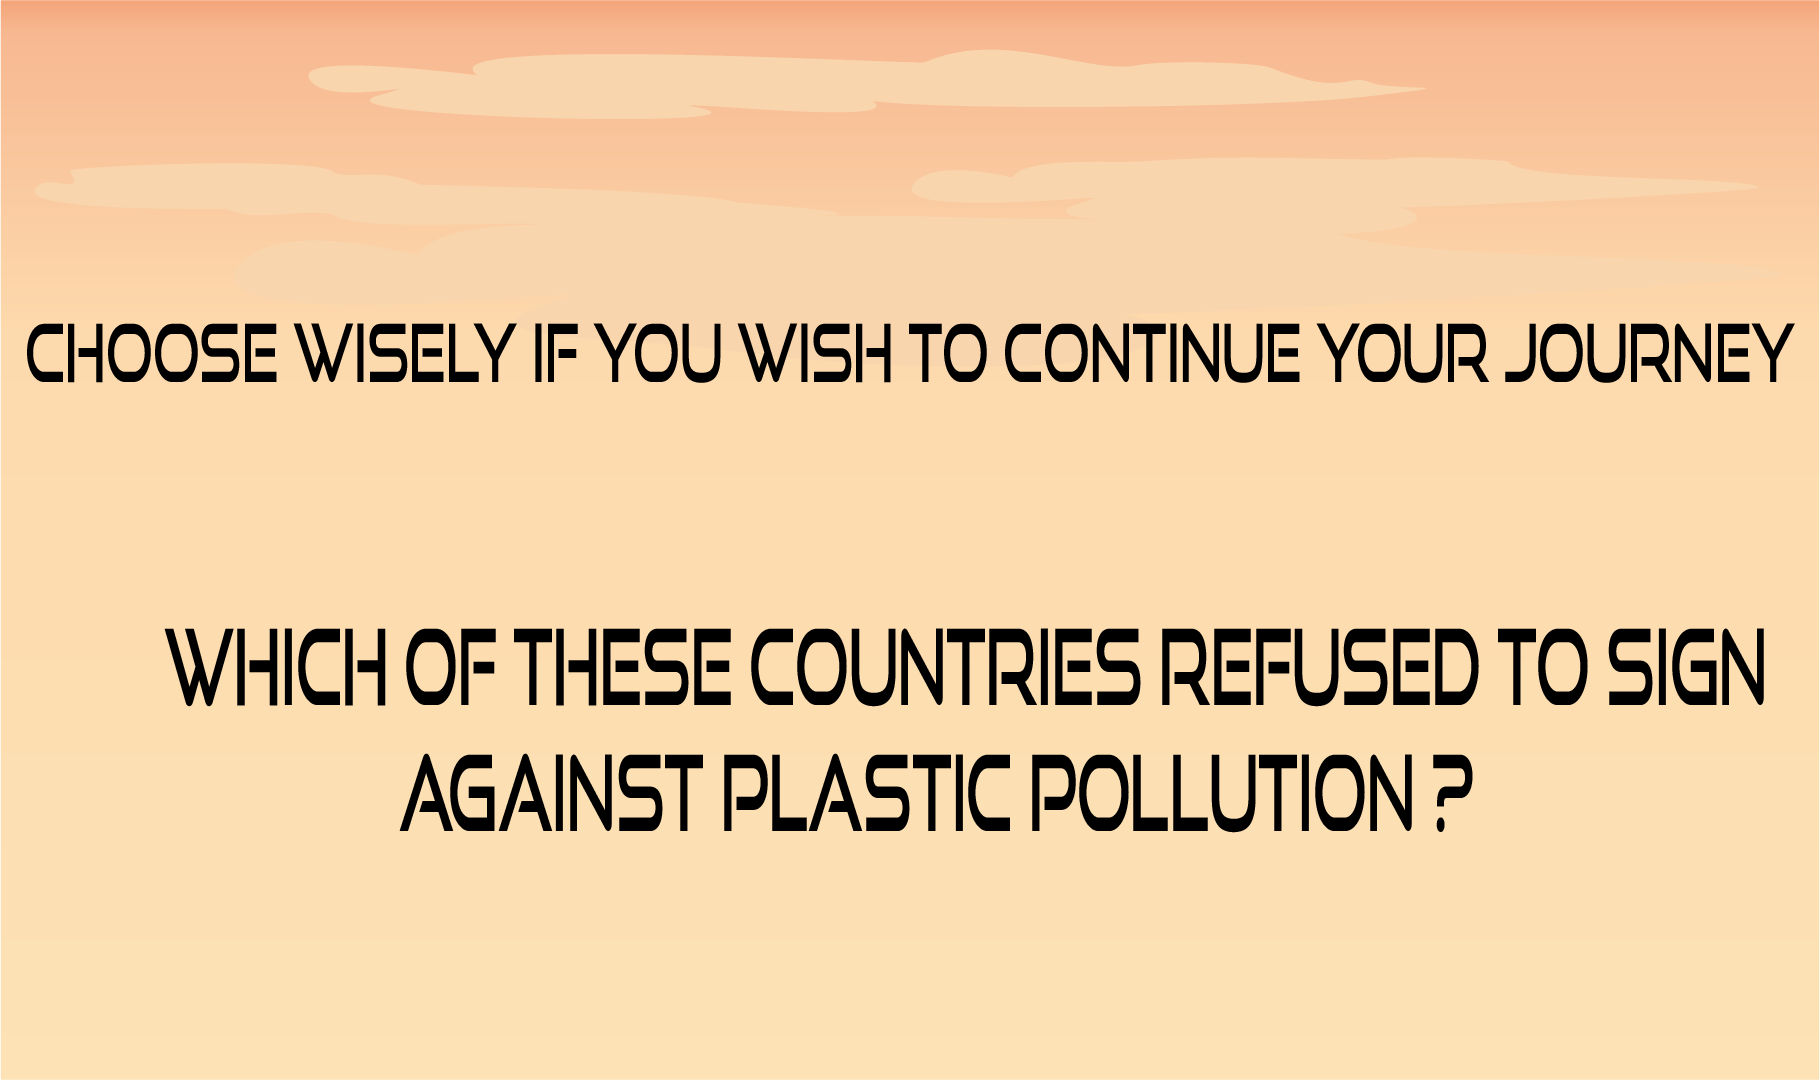 CHOOSE WISELY IF YOU WISH TO CONTINUE YOUR JOURNEY
WHICH OF THESE COUNTRIES REFUSED TO SIGN
AGAINST PLASTIC POLLUTION ?